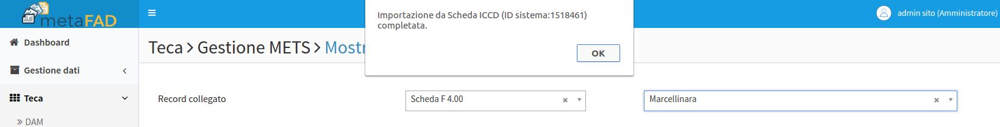 metaFAD
Importazione da Scheda ICCD (ID sistema:1518461)
completata.
OK
admin sito (Amministratore)
Dashboard
Teca > Gestione METS > Mostr
Gestione dati
Teca
Record collegato
Scheda F 4.00
Marcellinara
» DAM